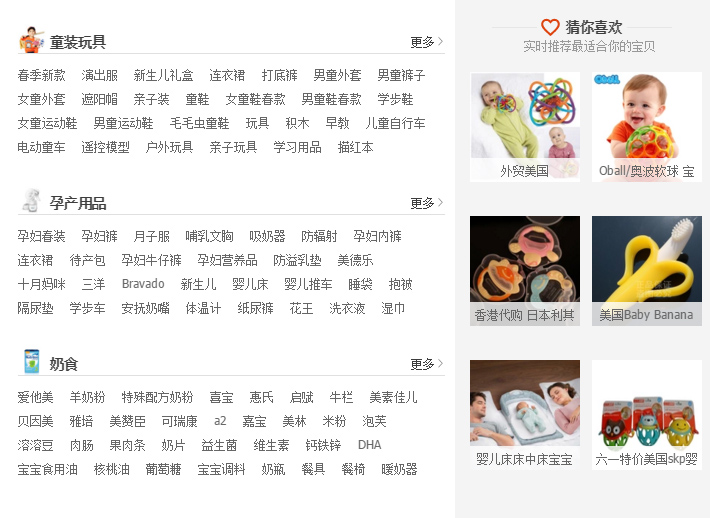 童装玩具 更多
春季新款 演出服 新生儿礼盒 连衣裙 打底裤 男童外套 男童裤子
女童外套 遮阳帽 亲子装 童鞋 女童鞋春款 男童鞋春款 学步鞋
女童运动鞋 男童运动鞋 毛毛虫童鞋 玩具 积木 早教 儿童自行车
电动童车 遥控模型 户外玩具 亲子玩具 学习用品 描红本
孕产用品 更多
孕妇春装 孕妇裤 月子服 哺乳文胸 吸奶器 防辐射 孕妇内裤
连衣裙 待产包 孕妇牛仔裤 孕妇营养品 防溢乳垫 美德乐
十月妈咪 三洋 Bravado 新生儿 婴儿床 婴儿推车 睡袋 抱被
隔尿垫 学步车 安抚奶嘴 体温计 纸尿裤 花王 洗衣液 湿巾
奶食 更多
爱他美 羊奶粉 特殊配方奶粉 喜宝 惠氏 启赋 牛栏 美素佳儿
贝因美 雅培 美赞臣 可瑞康 a2 嘉宝 美林 米粉 泡芙
溶溶豆 肉肠 果肉条 奶片 益生菌 维生素 钙铁锌 DHA
宝宝食用油 核桃油 葡萄糖 宝宝调料 奶瓶 餐具 餐椅 暖奶器
猜你喜欢
实时推荐最适合你的宝贝
外贸美国
Oball
Oball/奥波软球 宝
香港代购 日本利其
美国Baby Banana
婴儿床床中床宝宝
六一特价美国skp婴